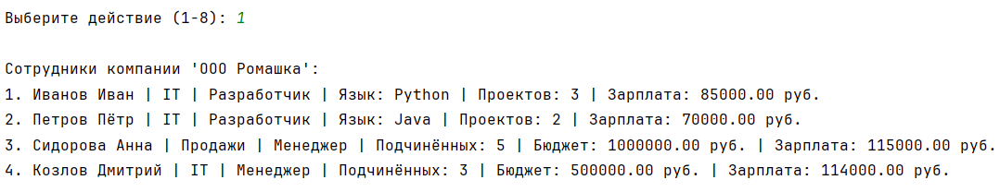 Выберите действие (1-8): 1
Сотрудники компании 'ООО Ромашка':
1. Иванов Иван | IT | Разработчик | Язык: Python | Проектов: 3 | Зарплата: 85000.00 руб.
2. Петров Пётр | IT | Разработчик | Язык: Java | Проектов: 2 | Зарплата: 70000.00 руб.
3. Сидорова Анна | Продажи | Менеджер | Подчинённых: 5 | Бюджет: 1000000.00 руб. | Зарплата: 115000.00 руб.
4. Козлов Дмитрий | IT | Менеджер | Подчинённых: 3 | Бюджет: 500000.00 руб. | Зарплата: 114000.00 руб.